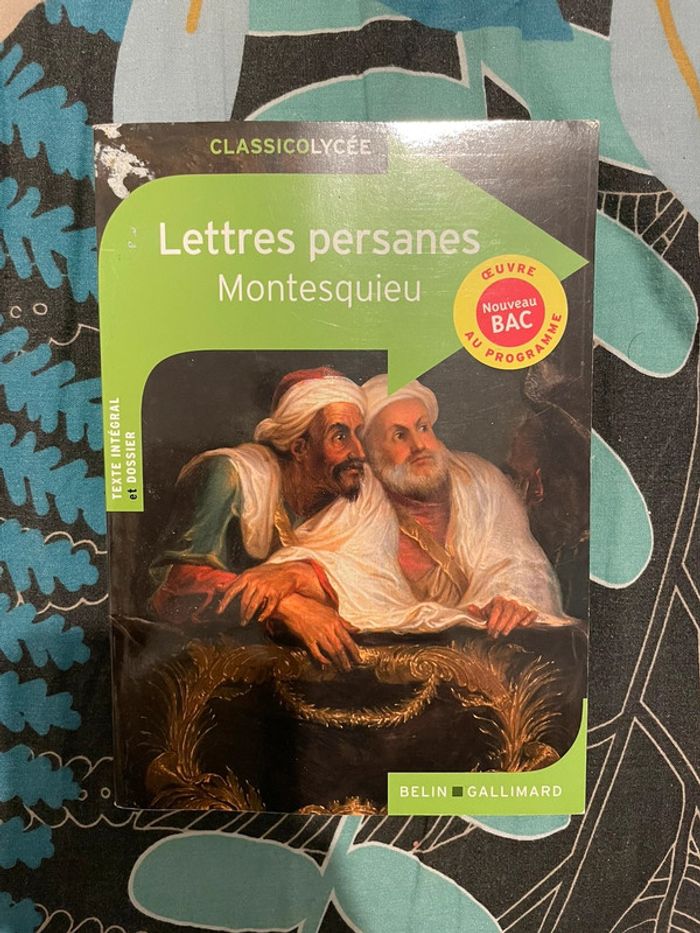 CLASSICOLYCÉE
Lettres persanes
Montesquieu
ŒUVRE
Nouveau
BAC
AU PROGRAMME
TEXTE INTÉGRAL
et DOSSIER
BELIN ■ GALLIMARD